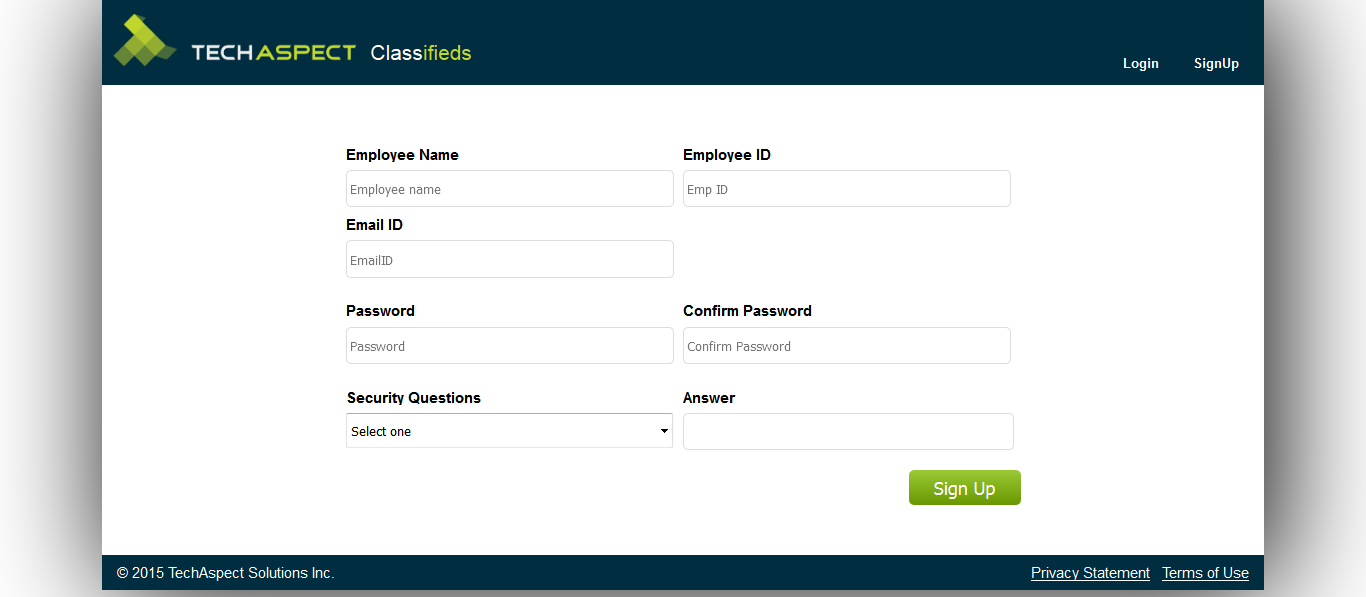 TECHASPECT Classifieds
Login SignUp
Employee Name Employee ID
Employee name Emp ID
Email ID
EmailID
Password Confirm Password
Password Confirm Password
Security Questions Answer
Select one
Sign Up
© 2015 TechAspect Solutions Inc. Privacy Statement Terms of Use